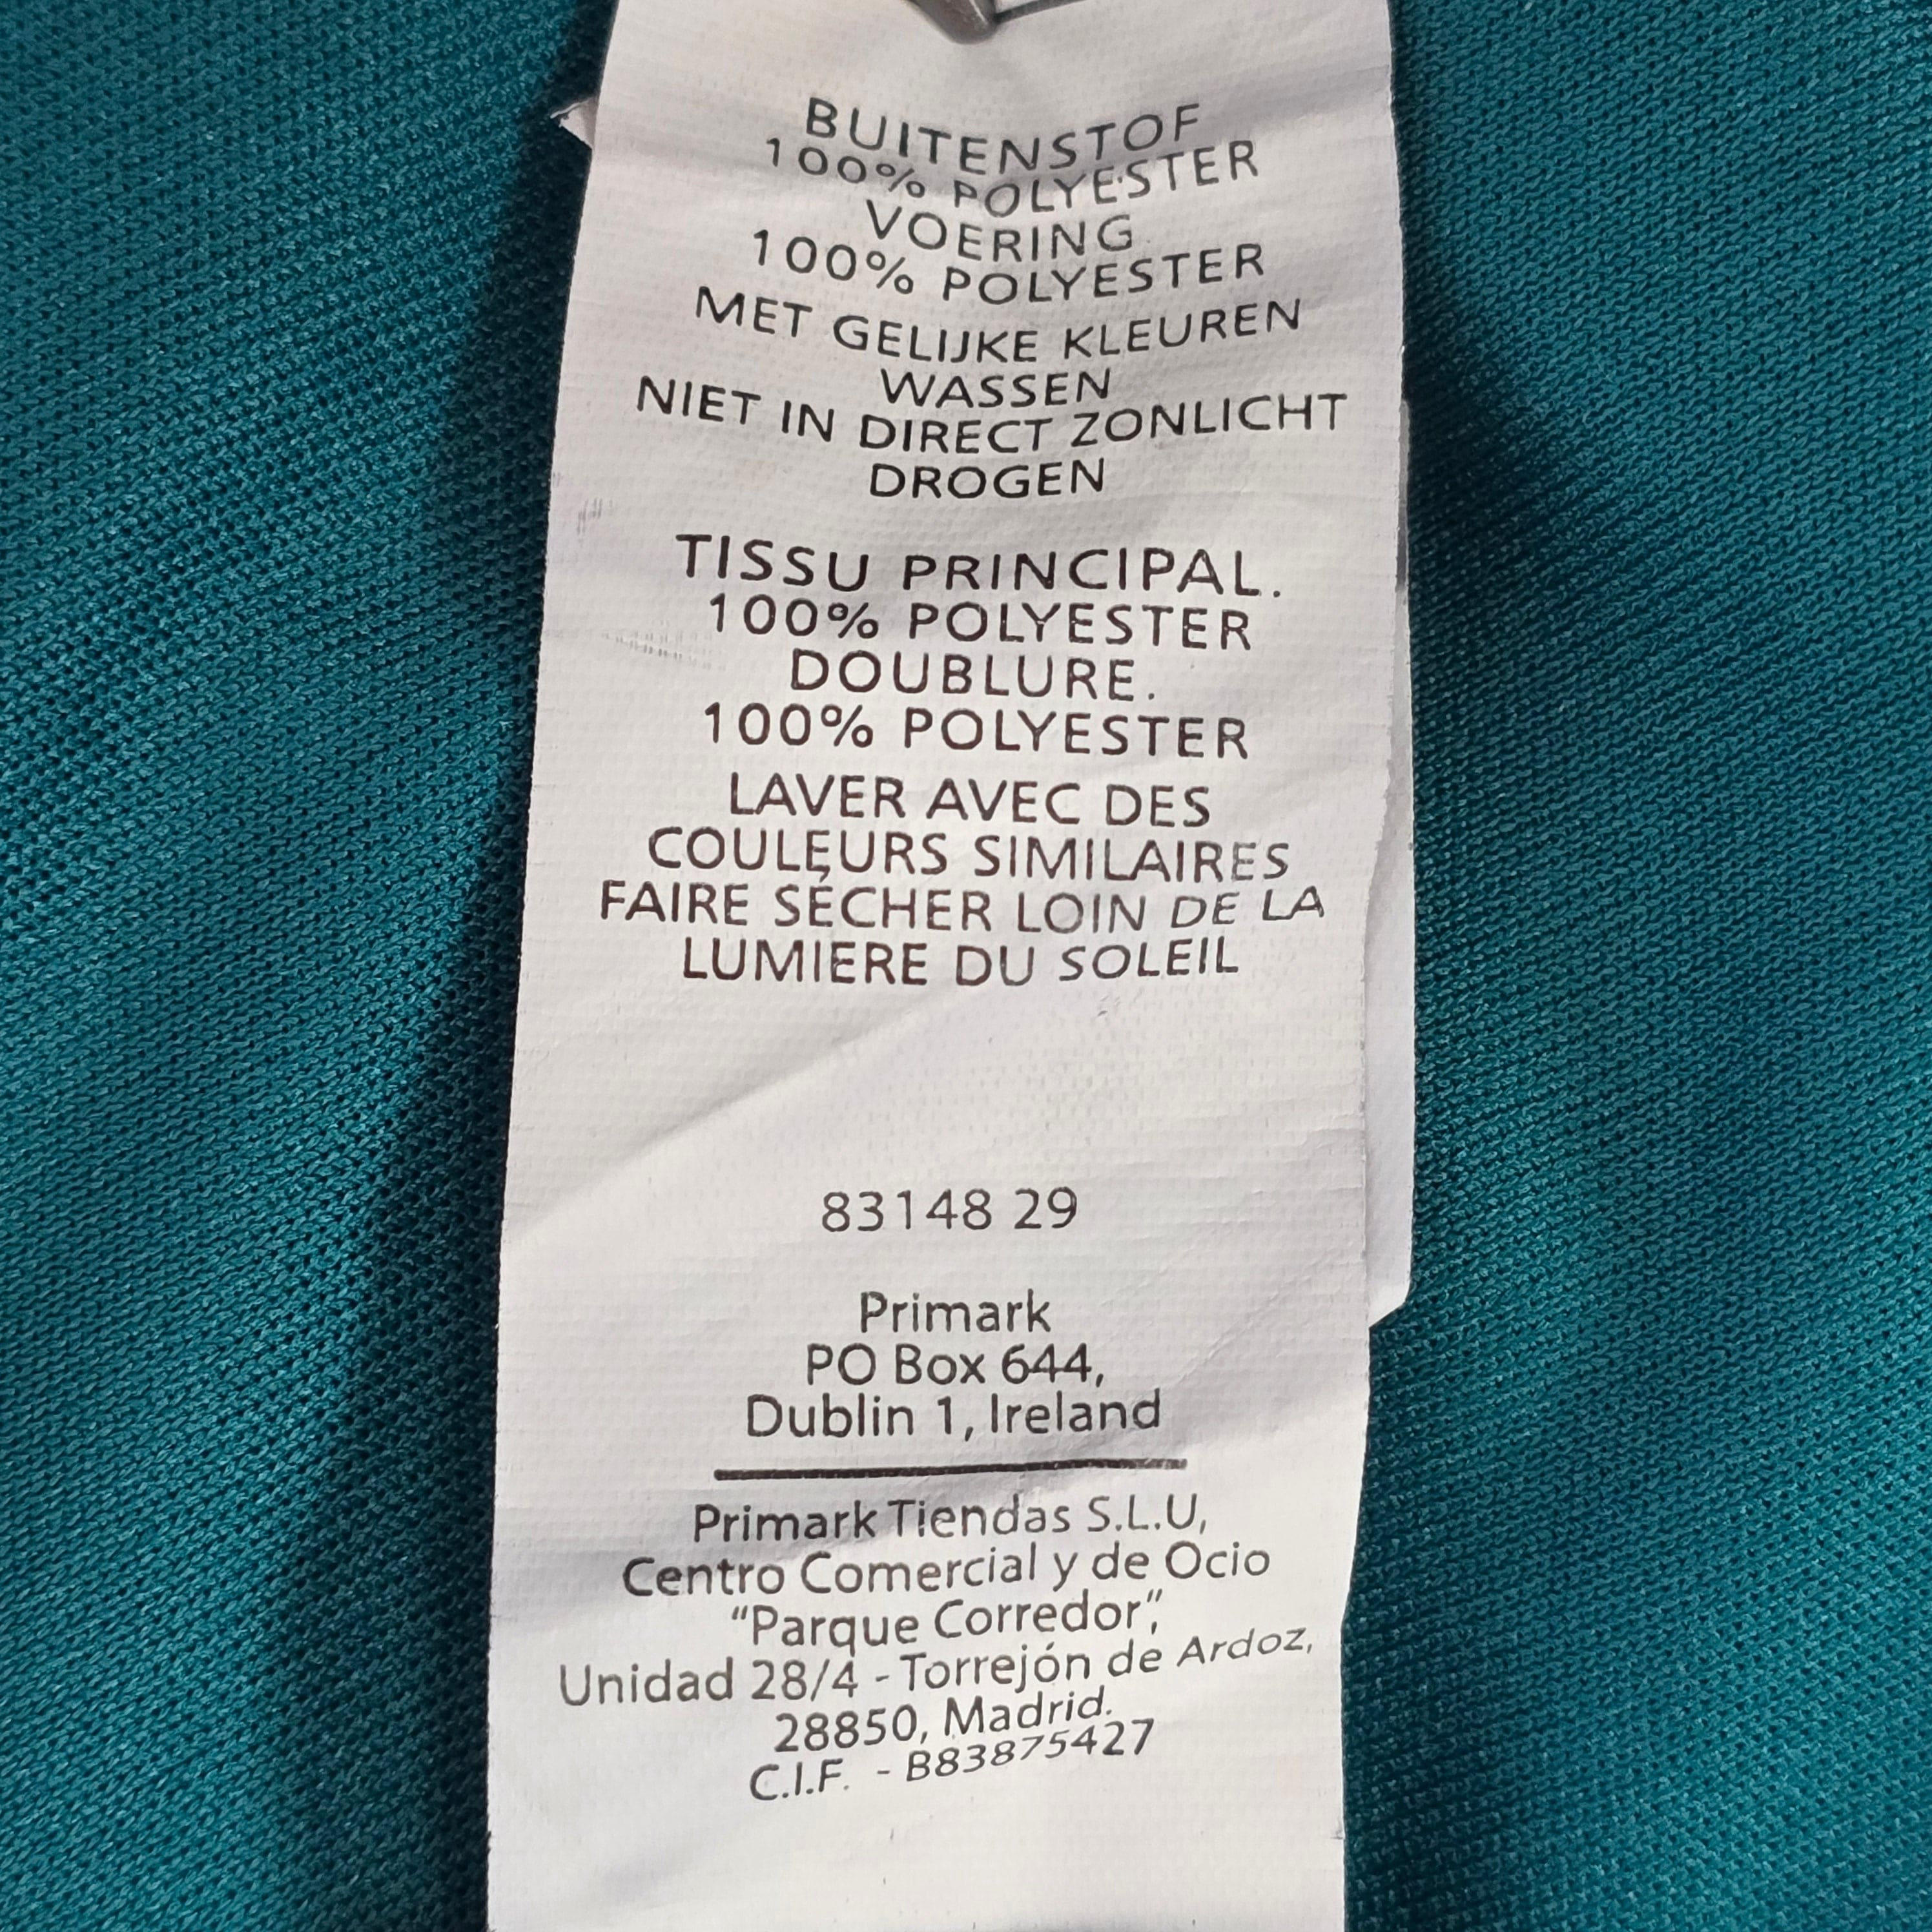 BUITENSTOF
100% POLYESTER
VOERING
100% POLYESTER
MET GELIJKE KLEUREN
WASSEN
NIET IN DIRECT ZONLICHT
DROGEN
TISSU PRINCIPAL.
100% POLYESTER
DOUBLURE.
100% POLYESTER
LAVER AVEC DES
COULEURS SIMILAIRES
FAIRE SÉCHER LOIN DE LA
LUMIERE DU SOLEIL
83148 29
Primark
PO Box 644,
Dublin 1, Ireland
Primark Tiendas S.L.U,
Centro Comercial y de Ocio
“Parque Corredor”,
Unidad 28/4 - Torrejón de Ardoz,
28850, Madrid.
C.I.F. - B83875427